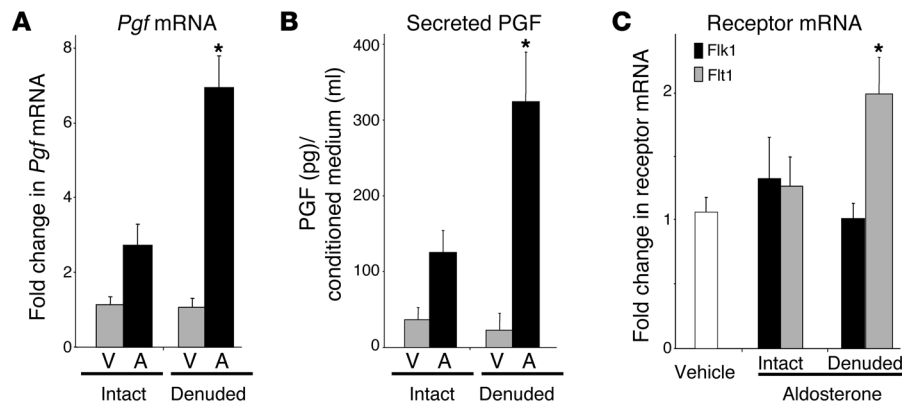 A
Pgf mRNA
Fold change in Pgf mRNA
8
6
4
2
0
*
V A V A
Intact Denuded
B
Secreted PGF
PGF (pg)/
conditioned medium (ml)
400
300
200
100
0
*
V A V A
Intact Denuded
C
Receptor mRNA
Flk1
Flt1
Fold change in receptor mRNA
2
1
0
*
Vehicle
Intact Denuded
Aldosterone